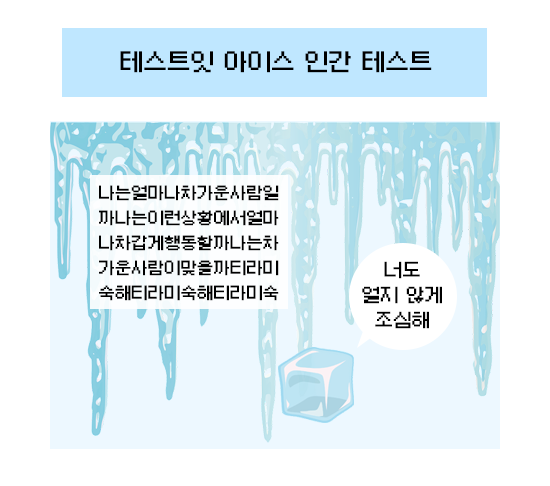 테스트잇 아이스 인간 테스트
나는얼마나차가운사람일
까나는이런상황에서얼마
나차갑게행동할까나는차
가운사람이맞을까티라미
숙해티라미숙해티라미숙
너도
얼지 않게
조심해